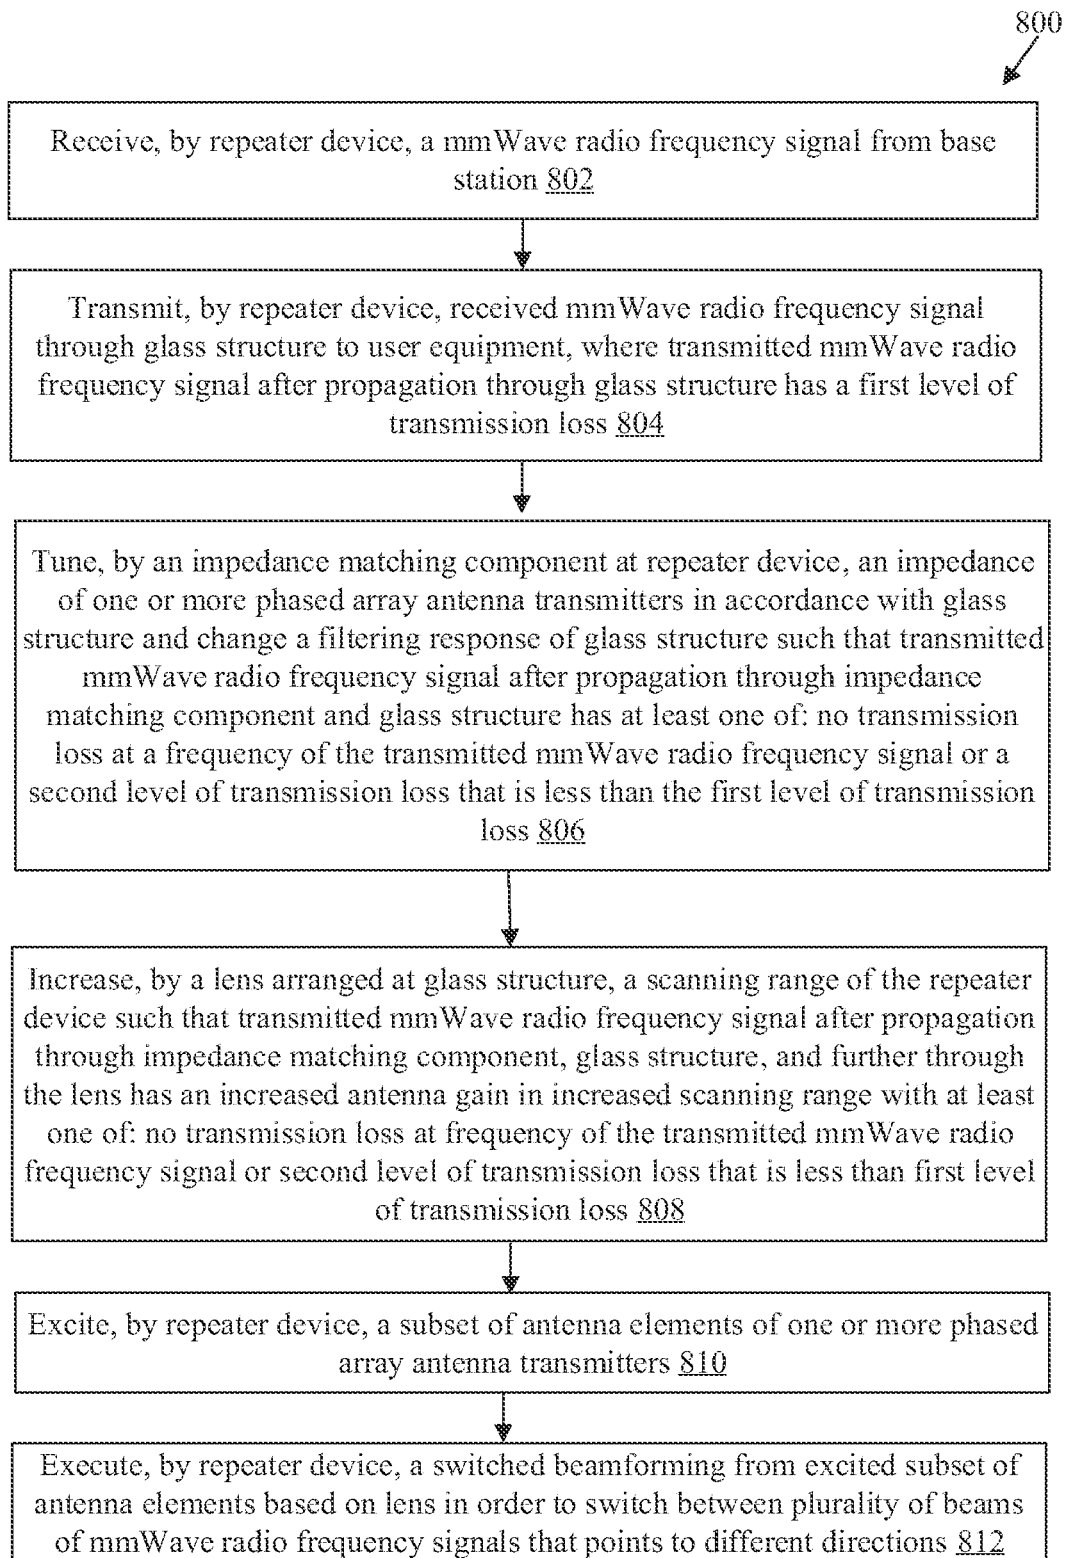 800
Receive, by repeater device, a mmWave radio frequency signal from base
station 802
Transmit, by repeater device, received mmWave radio frequency signal
through glass structure to user equipment, where transmitted mmWave radio
frequency signal after propagation through glass structure has a first level of
transmission loss 804
Tune, by an impedance matching component at repeater device, an impedance
of one or more phased array antenna transmitters in accordance with glass
structure and change a filtering response of glass structure such that transmitted
mmWave radio frequency signal after propagation through impedance
matching component and glass structure has at least one of: no transmission
loss at a frequency of the transmitted mmWave radio frequency signal or a
second level of transmission loss that is less than the first level of transmission
loss 806
Increase, by a lens arranged at glass structure, a scanning range of the repeater
device such that transmitted mmWave radio frequency signal after propagation
through impedance matching component, glass structure, and further through
the lens has an increased antenna gain in increased scanning range with at least
one of: no transmission loss at frequency of the transmitted mmWave radio
frequency signal or second level of transmission loss that is less than first level
of transmission loss 808
Excite, by repeater device, a subset of antenna elements of one or more phased
array antenna transmitters 810
Execute, by repeater device, a switched beamforming from excited subset of
antenna elements based on lens in order to switch between plurality of beams
of mmWave radio frequency signals that points to different directions 812